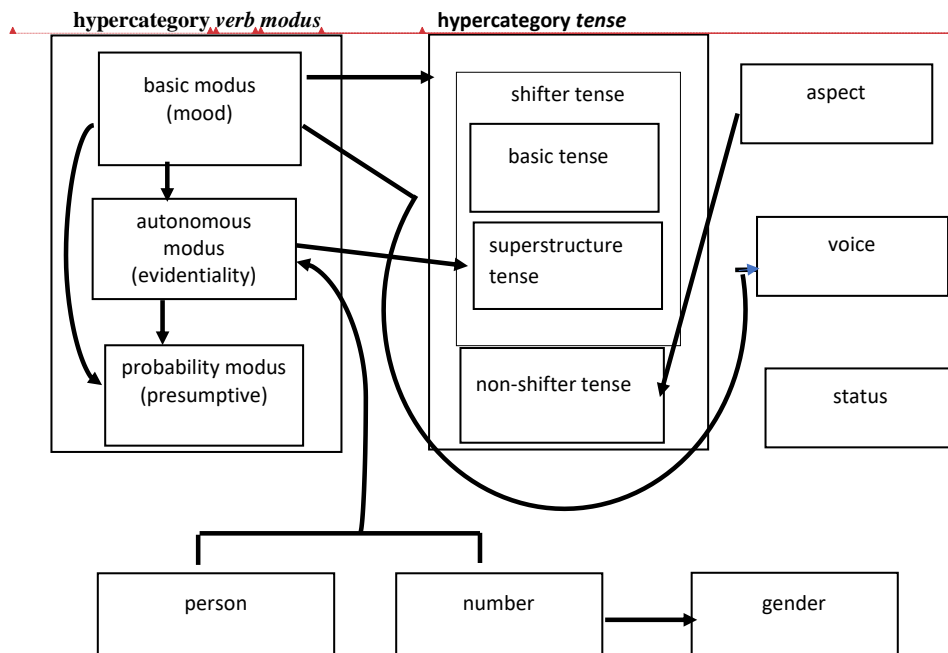 hypercategory verb modus
hypercategory tense
basic modus
(mood)
shifter tense
aspect
basic tense
autonomous
modus
(evidentiality)
superstructure
tense
voice
probability modus
(presumptive)
non-shifter tense
status
person
number
gender